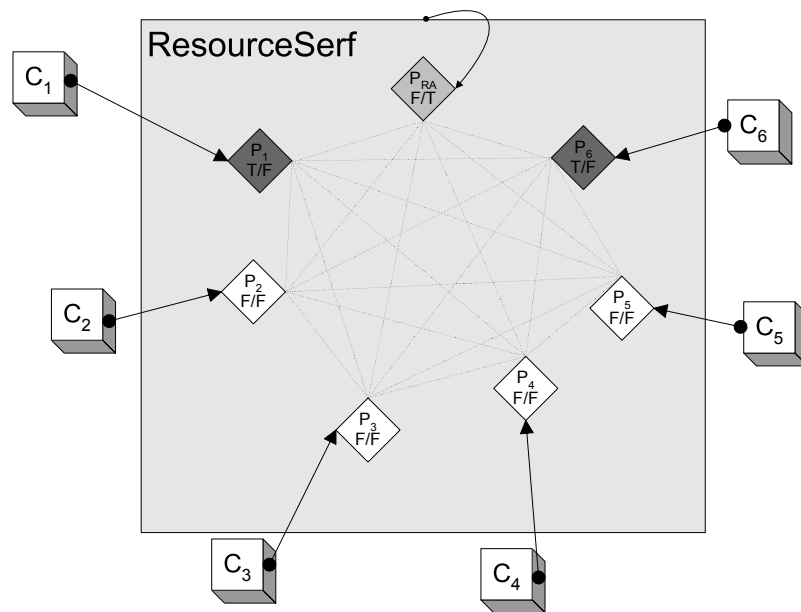 ResourceSerf
C1
PRA
F/T
C6
P1
T/F
P6
T/F
C2
P2
F/F
P5
F/F
C5
P4
F/F
P3
F/F
C3
C4